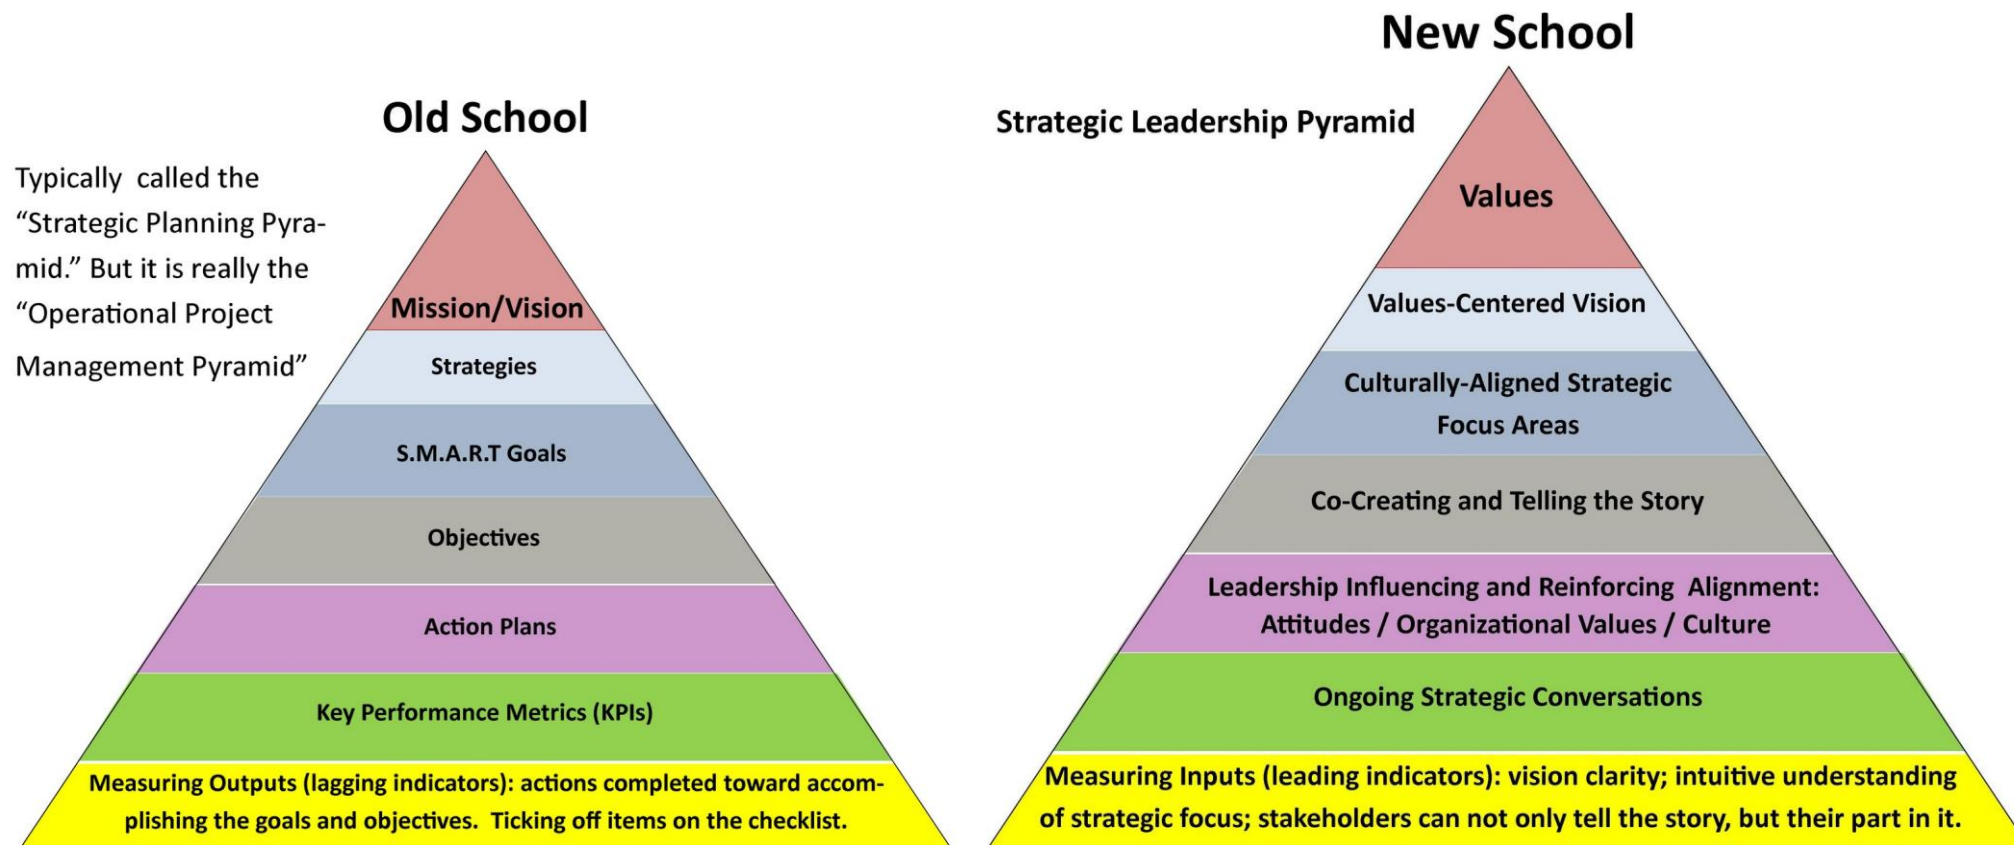 Old School
Typically called the
“Strategic Planning Pyra-
mid.” But it is really the
“Operational Project
Management Pyramid”
Mission/Vision
Strategies
S.M.A.R.T Goals
Objectives
Action Plans
Key Performance Metrics (KPIs)
Measuring Outputs (lagging indicators): actions completed toward accom-
plishing the goals and objectives. Ticking off items on the checklist.
New School
Strategic Leadership Pyramid
Values
Values-Centered Vision
Culturally-Aligned Strategic
Focus Areas
Co-Creating and Telling the Story
Leadership Influencing and Reinforcing Alignment:
Attitudes / Organizational Values / Culture
Ongoing Strategic Conversations
Measuring Inputs (leading indicators): vision clarity; intuitive understanding
of strategic focus; stakeholders can not only tell the story, but their part in it.